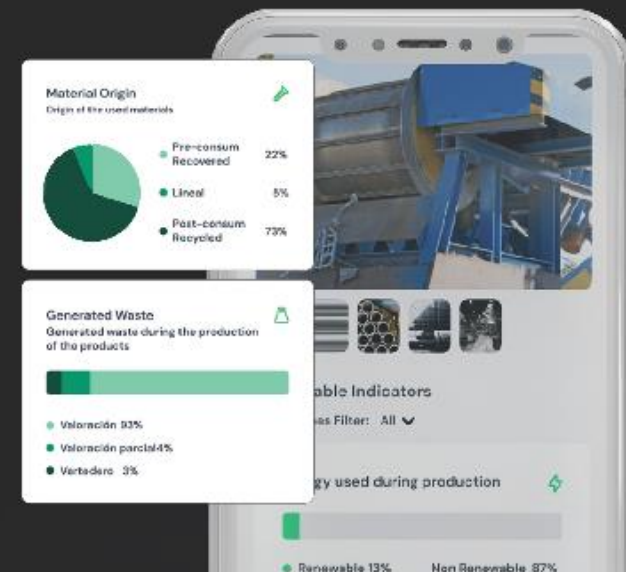 Material Origin
Origin of the used materials
Pre-consum
Recovered
22%
Lineal
5%
Post-consum
Recycled
73%
Generated Waste
Generated waste during the production
of the products
Valoración 93%
Valoración parcial4%
Vertedero 3%
able Indicators
Filter: All
gy used during production
Renewable 13%
Non Renewable 87%